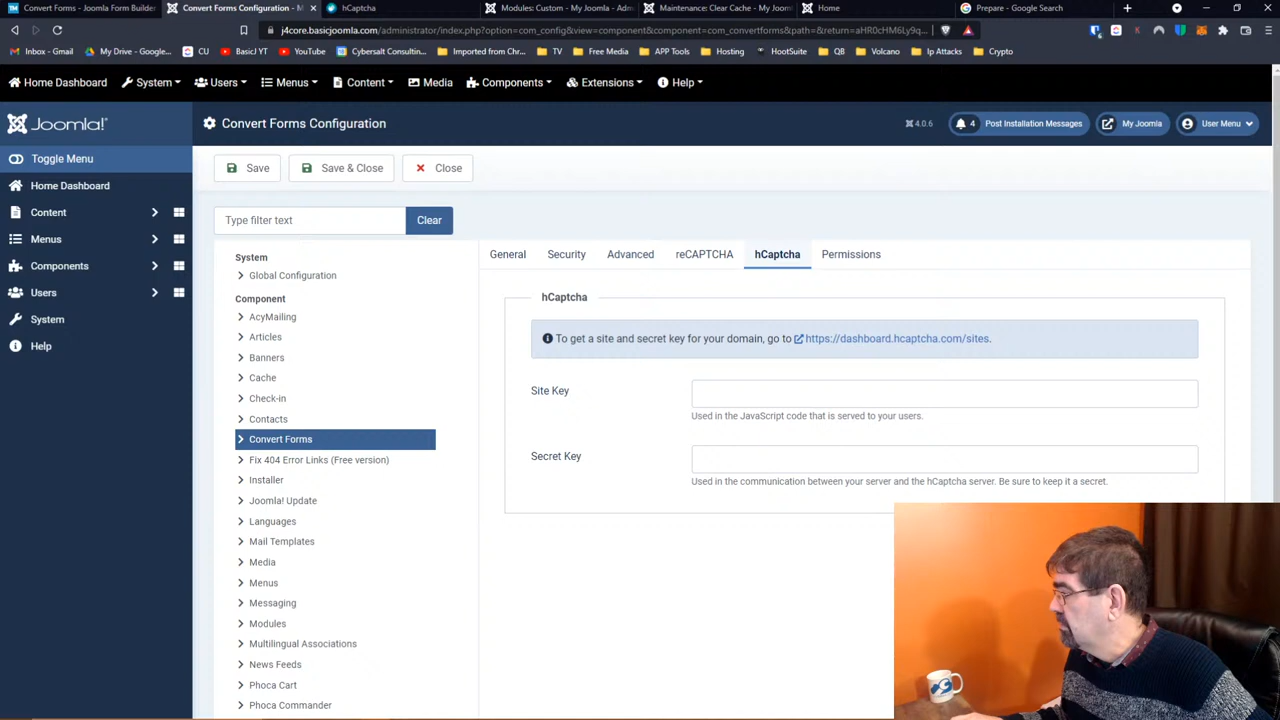 Convert Forms - Joomla Form Builder
Convert Forms Configuration - M
hCaptcha
Modules: Custom - My Joomla - Adm
Maintenance: Clear Cache - My Jo
Home
Prepare - Google Search
j4core.basicjoomla.com/administrator/index.php?option=com_config&view=component&component=com_convertforms&path=&return=aHR0cHM6Ly9q...
Inbox - Gmail
My Drive - Google...
CU
BasicJ YT
YouTube
Cybersalt Consulting...
Imported from Chr...
TV
Free Media
APP Tools
Hosting
HootSuite
QB
Volcano
Ip Attacks
Crypto
Home Dashboard
System
Users
Menus
Content
Media
Components
Extensions
Help
Joomla!
Convert Forms Configuration
4.0.6
4 Post Installation Messages
My Joomla
User Menu
Toggle Menu
Save
Save & Close
Close
Home Dashboard
Content
Menus
Components
Users
System
Help
Type filter text
Clear
System
Global Configuration
Component
AcyMailing
Articles
Banners
Cache
Check-in
Contacts
Convert Forms
Fix 404 Error Links (Free version)
Installer
Joomla! Update
Languages
Mail Templates
Media
Menus
Messaging
Modules
Multilingual Associations
News Feeds
Phoca Cart
Phoca Commander
General
Security
Advanced
reCAPTCHA
hCaptcha
Permissions
hCaptcha
To get a site and secret key for your domain, go to https://dashboard.hcaptcha.com/sites.
Site Key
Used in the JavaScript code that is served to your users.
Secret Key
Used in the communication between your server and the hCaptcha server. Be sure to keep it a secret.